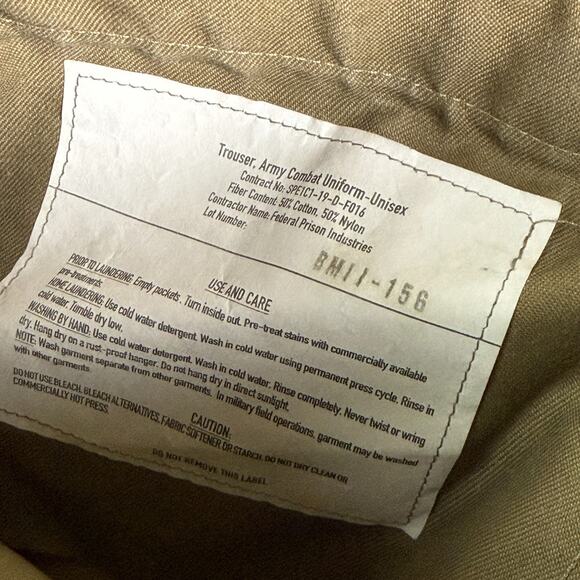 Trouser, Army Combat Uniform-Unisex
Contract No: SPE1C1-19-D-F016
Fiber Content: 50% Cotton, 50% Nylon
Contractor Name: Federal Prison Industries
Lot Number:
BM11-156
USE AND CARE
PRIOR TO LAUNDERING: Empty pockets. Turn inside out. Pre-treat stains with commercially available
pre-treatments.
HOME LAUNDERING: Use cold water detergent. Wash in cold water using permanent press cycle. Rinse in
cold water. Tumble dry low.
WASHING BY HAND: Use cold water detergent. Wash in cold water. Rinse completely. Never twist or wring
dry. Hang dry on a rust-proof hanger. Do not hang dry in direct sunlight.
NOTE: Wash garment separate from other garments. In military field operations, garment may be washed
with other garments.
CAUTION:
DO NOT USE BLEACH, BLEACH ALTERNATIVES, FABRIC SOFTENER OR STARCH. DO NOT DRY CLEAN OR
COMMERCIALLY HOT PRESS.
DO NOT REMOVE THIS LABEL